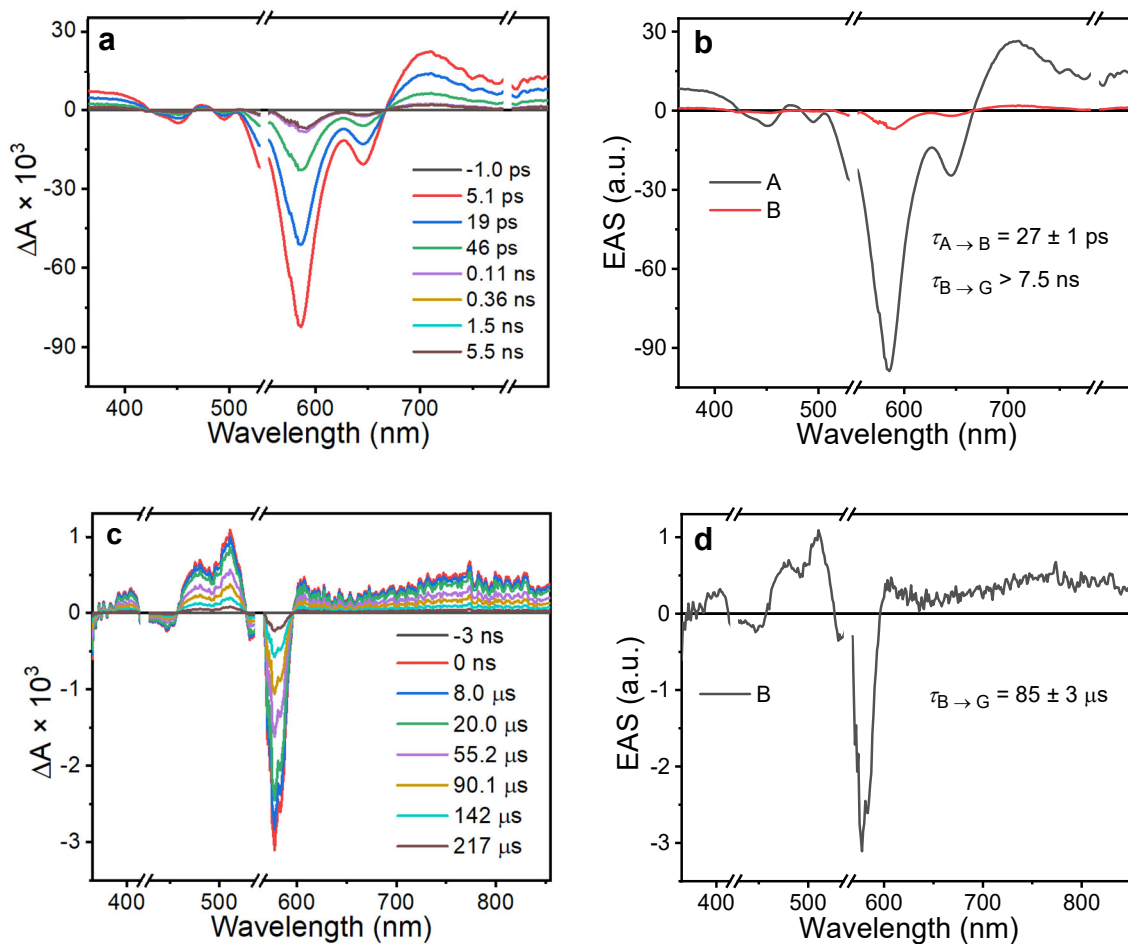 a
30
0
-30
-60
-90
ΔA × 10³
-1.0 ps
5.1 ps
19 ps
46 ps
0.11 ns
0.36 ns
1.5 ns
5.5 ns
400 500 600 700
Wavelength (nm)
b
30
0
-30
-60
-90
EAS (a.u.)
A
B
τA → B = 27 ± 1 ps
τB → G > 7.5 ns
400 500 600 700
Wavelength (nm)
c
1
0
-1
-2
-3
ΔA × 10³
-3 ns
0 ns
8.0 μs
20.0 μs
55.2 μs
90.1 μs
142 μs
217 μs
400 500 600 700 800
Wavelength (nm)
d
1
0
-1
-2
-3
EAS (a.u.)
B
τB → G = 85 ± 3 μs
400 500 600 700 800
Wavelength (nm)